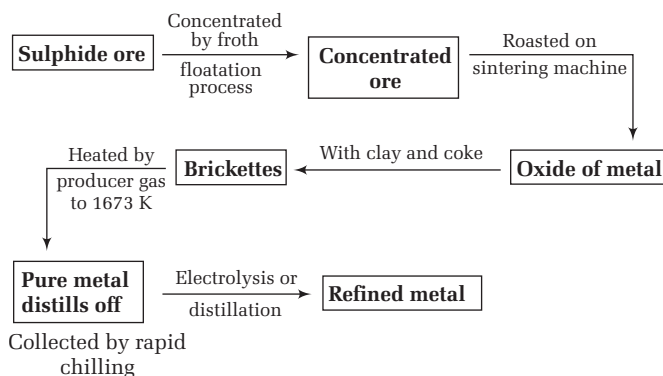 Sulphide ore
Concentrated
by froth
floatation
process
Concentrated
ore
Roasted on
sintering machine
Oxide of metal
With clay and coke
Brickettes
Heated by
producer gas
to 1673 K
Pure metal
distills off
Collected by rapid
chilling
Electrolysis or
distillation
Refined metal